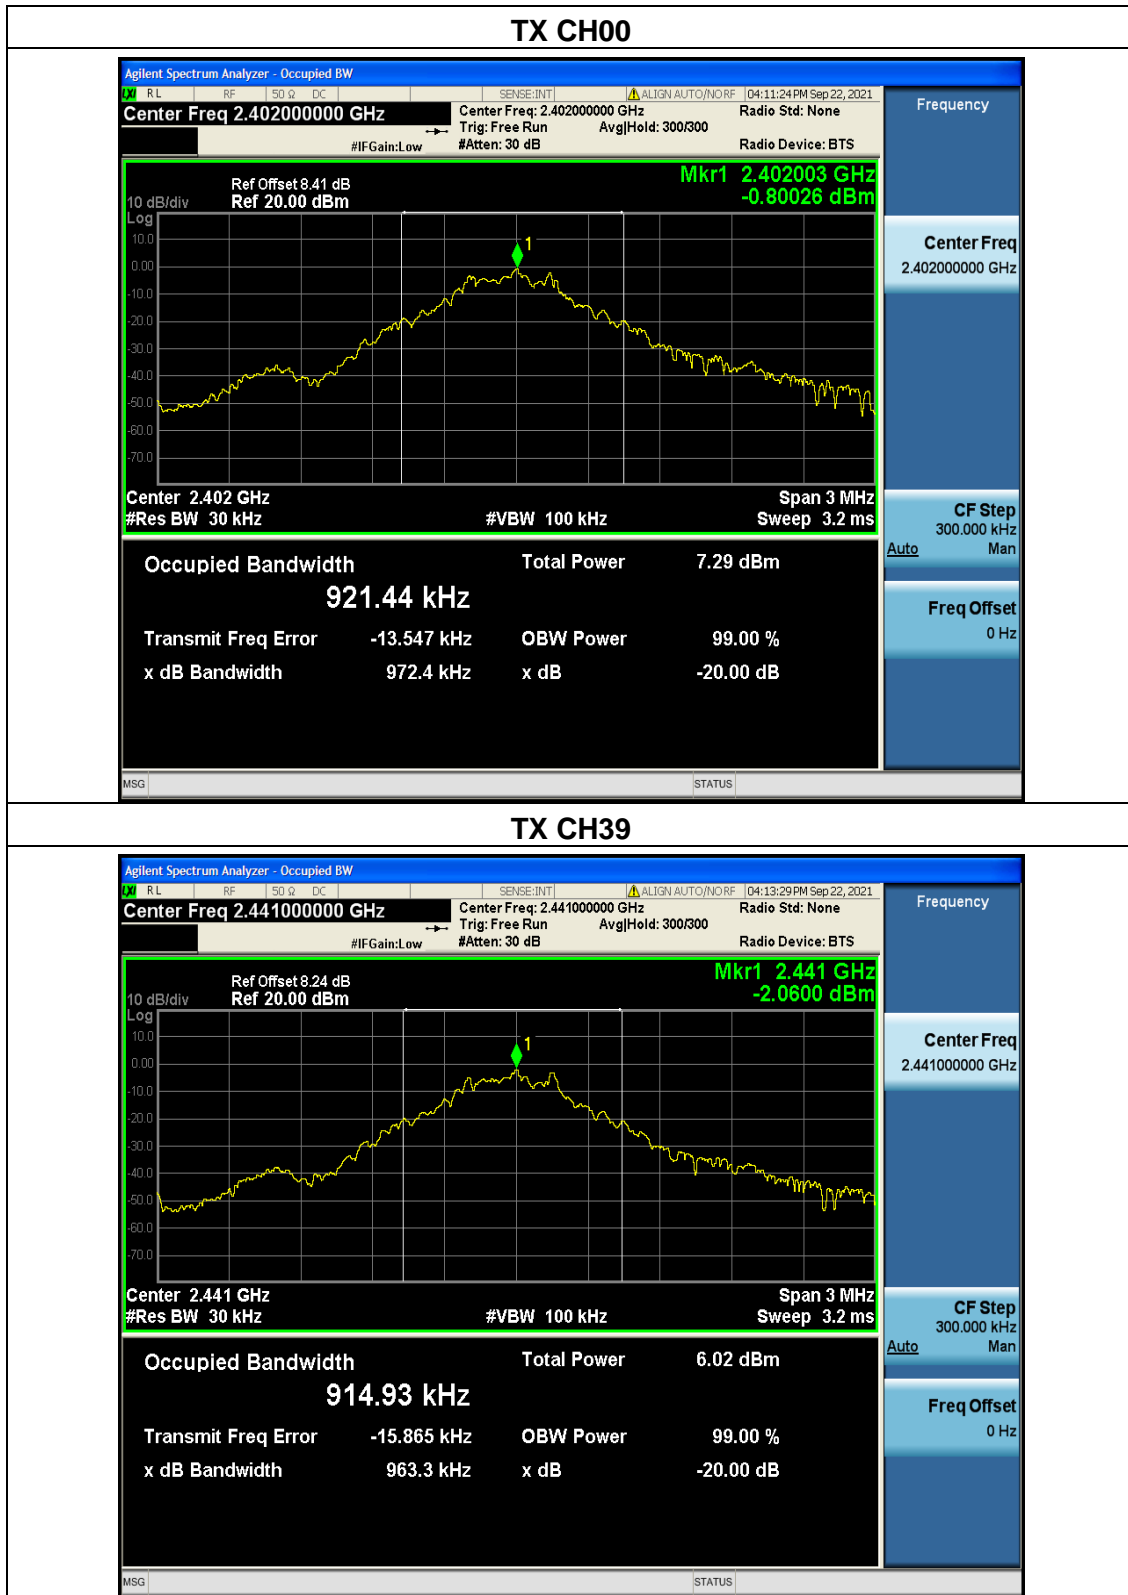 TX CH00
Agilent Spectrum Analyzer - Occupied BW
LXI RL RF 50 Ω DC SENSE:INT ALIGN AUTO/NO RF 04:11:24 PM Sep 22, 2021
Center Freq 2.402000000 GHz Center Freq: 2.402000000 GHz Radio Std: None Frequency
Trig: Free Run Avg|Hold: 300/300
#IFGain:Low #Atten: 30 dB Radio Device: BTS
Mkr1 2.402003 GHz
Ref Offset 8.41 dB
10 dB/div Ref 20.00 dBm -0.80026 dBm
Log
10.0 1
0.00
-10.0
-20.0
-30.0
-40.0
-50.0
-60.0
-70.0
Center Freq
2.402000000 GHz
Center 2.402 GHz Span 3 MHz
#Res BW 30 kHz #VBW 100 kHz Sweep 3.2 ms
CF Step
300.000 kHz
Auto Man
Occupied Bandwidth Total Power 7.29 dBm
921.44 kHz
Freq Offset
0 Hz
Transmit Freq Error -13.547 kHz OBW Power 99.00 %
x dB Bandwidth 972.4 kHz x dB -20.00 dB
MSG STATUS
TX CH39
Agilent Spectrum Analyzer - Occupied BW
LXI RL RF 50 Ω DC SENSE:INT ALIGN AUTO/NO RF 04:13:29 PM Sep 22, 2021
Center Freq 2.441000000 GHz Center Freq: 2.441000000 GHz Radio Std: None Frequency
Trig: Free Run Avg|Hold: 300/300
#IFGain:Low #Atten: 30 dB Radio Device: BTS
Mkr1 2.441 GHz
Ref Offset 8.24 dB
10 dB/div Ref 20.00 dBm -2.0600 dBm
Log
10.0 1
0.00
-10.0
-20.0
-30.0
-40.0
-50.0
-60.0
-70.0
Center Freq
2.441000000 GHz
Center 2.441 GHz Span 3 MHz
#Res BW 30 kHz #VBW 100 kHz Sweep 3.2 ms
CF Step
300.000 kHz
Auto Man
Occupied Bandwidth Total Power 6.02 dBm
914.93 kHz
Freq Offset
0 Hz
Transmit Freq Error -15.865 kHz OBW Power 99.00 %
x dB Bandwidth 963.3 kHz x dB -20.00 dB
MSG STATUS